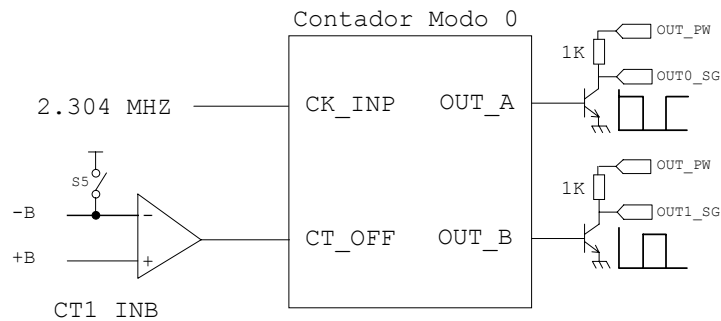 Contador Modo 0
OUT_PW
1K
OUT0_SG
2.304 MHZ
CK_INP
OUT_A
OUT_PW
S5
1K
-B
OUT1_SG
CT_OFF
OUT_B
+B
CT1 INB